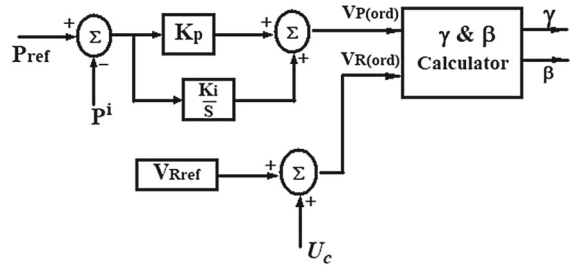 Pref
+
Σ
−
Pⁱ
Kp
Ki
S
+
Σ
+
VP(ord)
VR(ord)
γ & β
Calculator
γ
β
VRref
+
Σ
+
Uc